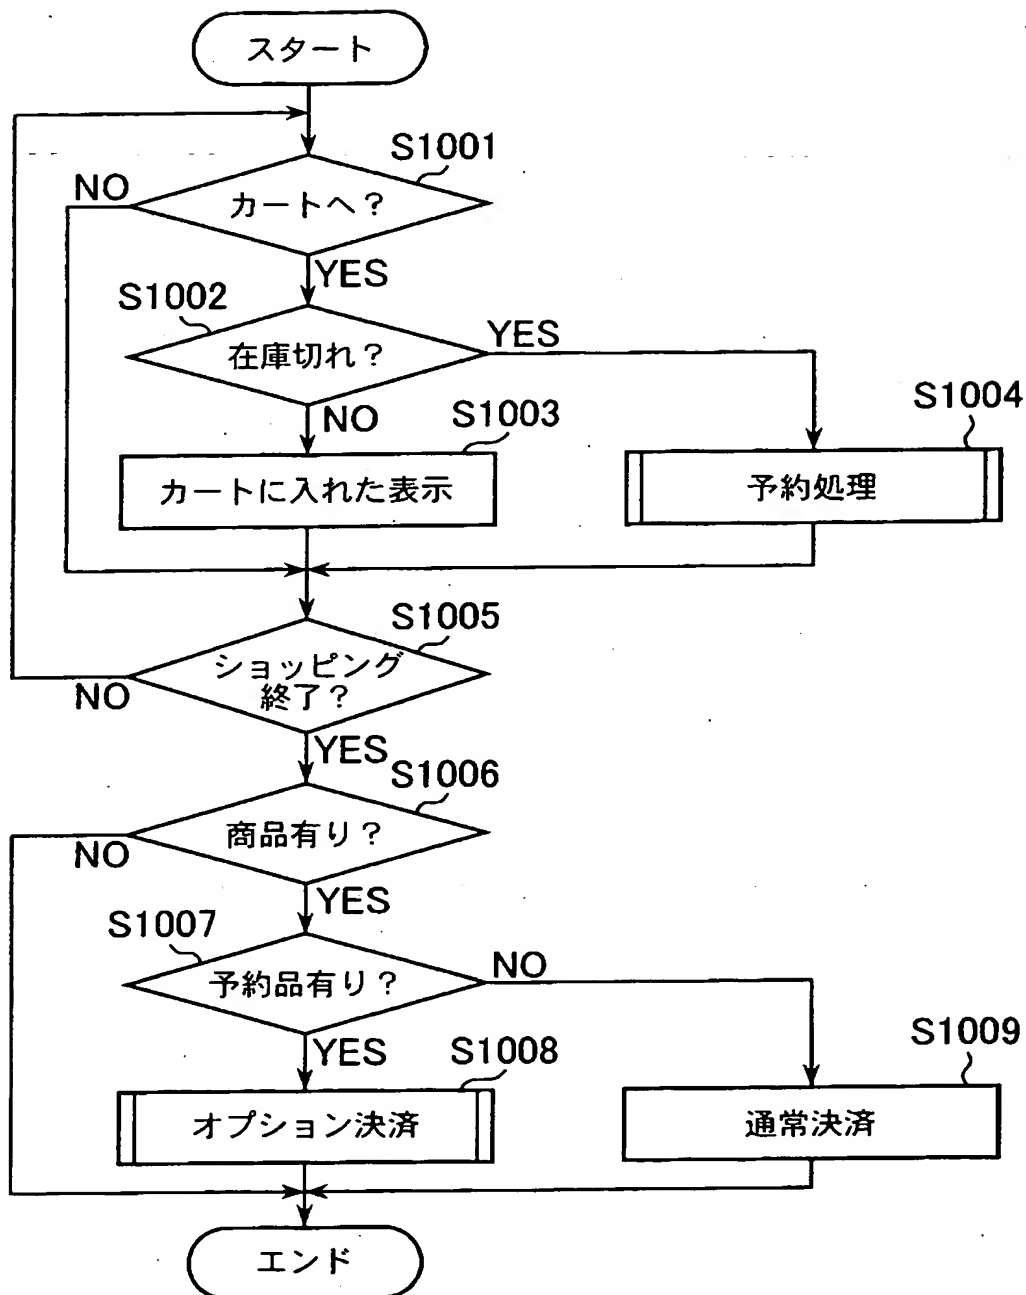 スタート
S1001
NO
カートへ？
YES
S1002
在庫切れ？
YES
NO
S1003
S1004
カートに入れた表示
予約処理
S1005
ショッピング
終了？
NO
YES
S1006
商品有り？
NO
YES
S1007
予約品有り？
NO
YES
S1008
S1009
オプション決済
通常決済
エンド